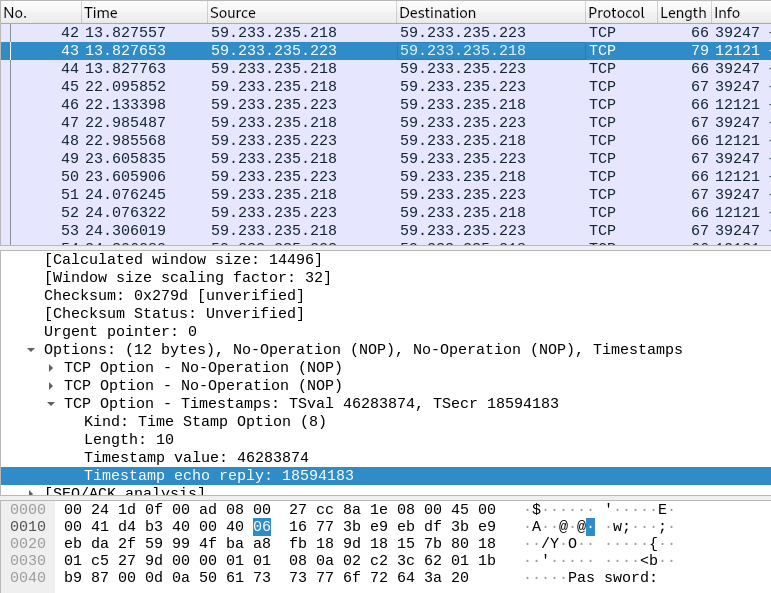 No. Time Source Destination Protocol Length Info
42 13.827557 59.233.235.218 59.233.235.223 TCP 66 39247
43 13.827653 59.233.235.223 59.233.235.218 TCP 79 12121
44 13.827763 59.233.235.218 59.233.235.223 TCP 66 39247
45 22.095852 59.233.235.218 59.233.235.223 TCP 67 39247
46 22.133398 59.233.235.223 59.233.235.218 TCP 66 12121
47 22.985487 59.233.235.218 59.233.235.223 TCP 67 39247
48 22.985568 59.233.235.223 59.233.235.218 TCP 66 12121
49 23.605835 59.233.235.218 59.233.235.223 TCP 67 39247
50 23.605906 59.233.235.223 59.233.235.218 TCP 66 12121
51 24.076245 59.233.235.218 59.233.235.223 TCP 67 39247
52 24.076322 59.233.235.223 59.233.235.218 TCP 66 12121
53 24.306019 59.233.235.218 59.233.235.223 TCP 67 39247
[Calculated window size: 14496]
[Window size scaling factor: 32]
Checksum: 0x279d [unverified]
[Checksum Status: Unverified]
Urgent pointer: 0
Options: (12 bytes), No-Operation (NOP), No-Operation (NOP), Timestamps
TCP Option - No-Operation (NOP)
TCP Option - No-Operation (NOP)
TCP Option - Timestamps: TSval 46283874, TSecr 18594183
Kind: Time Stamp Option (8)
Length: 10
Timestamp value: 46283874
Timestamp echo reply: 18594183
[SEQ/ACK analysis]
0000 00 24 1d 0f 00 ad 08 00 27 cc 8a 1e 08 00 45 00 ·$······ '·····E·
0010 00 41 d4 b3 40 00 40 06 16 77 3b e9 eb df 3b e9 ·A··@·@· ·w;···;·
0020 eb da 2f 59 99 4f ba a8 fb 18 9d 18 15 7b 80 18 ··/Y·O·· ·····{··
0030 01 c5 27 9d 00 00 01 01 08 0a 02 c2 3c 62 01 1b ··'····· ····<b··
0040 b9 87 00 0d 0a 50 61 73 73 77 6f 72 64 3a 20 ·····Pas sword: